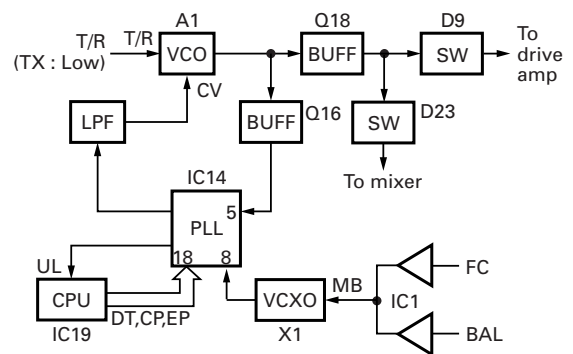 A1
Q18
D9
T/R
(TX : Low)
T/R
VCO
BUFF
SW
To
drive
amp
CV
LPF
BUFF
Q16
SW
D23
To mixer
IC14
5
PLL
18
8
UL
CPU
IC19
DT,CP,EP
VCXO
X1
MB
IC1
FC
BAL